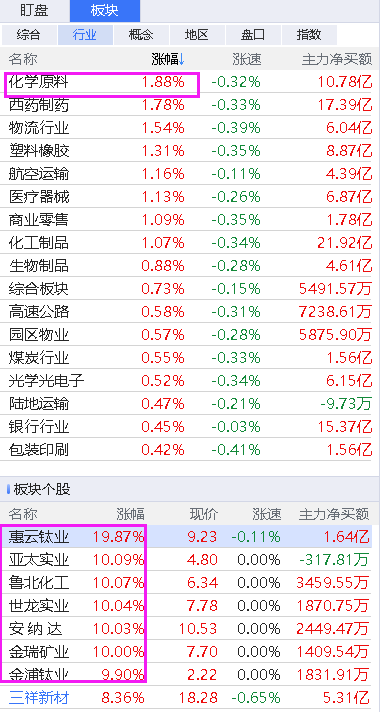 盯盘 板块
综合 行业 概念 地区 盘口 指数
名称 涨幅↓ 涨速 主力净买额
化学原料 1.88% -0.32% 10.78亿
西药制药 1.78% -0.33% 17.39亿
物流行业 1.54% -0.39% 6.04亿
塑料橡胶 1.31% -0.35% 8.87亿
航空运输 1.16% -0.11% 4.39亿
医疗器械 1.13% -0.26% 6.87亿
商业零售 1.09% -0.35% 1.78亿
化工制品 1.07% -0.34% 21.92亿
生物制品 0.88% -0.28% 4.61亿
综合板块 0.73% -0.15% 5491.57万
高速公路 0.58% -0.31% 7238.61万
园区物业 0.57% -0.28% 5875.90万
煤炭行业 0.55% -0.33% 1.56亿
光学光电子 0.52% -0.34% 6.15亿
陆地运输 0.47% -0.21% -9.73万
银行行业 0.45% -0.03% 15.37亿
包装印刷 0.42% -0.41% 1.56亿
板块个股
名称 涨幅 现价 涨速 主力净买额
惠云钛业 19.87% 9.23 -0.11% 1.64亿
亚太实业 10.09% 4.80 0.00% -317.81万
鲁北化工 10.07% 6.34 0.00% 3459.55万
世龙实业 10.04% 7.78 0.00% 1870.75万
安 纳 达 10.03% 10.53 0.00% 2449.47万
金瑞矿业 10.00% 7.70 0.00% 1409.54万
金浦钛业 9.90% 2.22 0.00% 1831.91万
三祥新材 8.36% 18.28 -0.65% 5.31亿